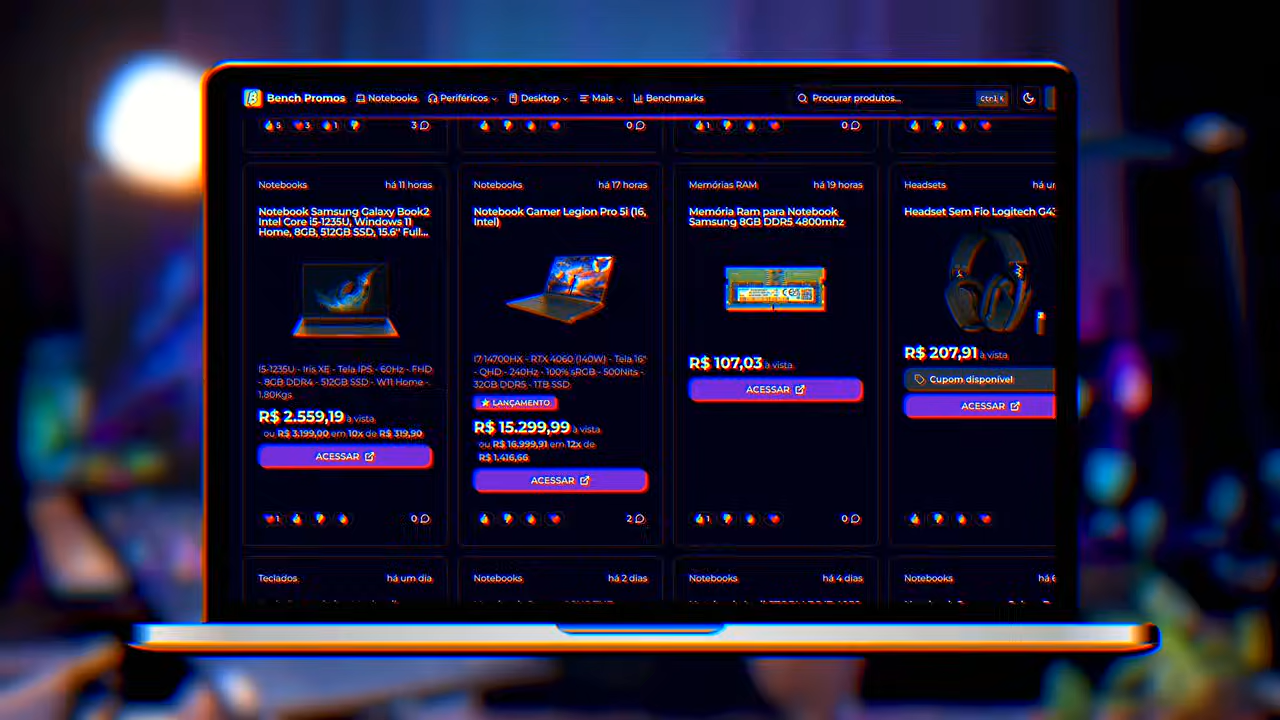 Bench Promos Notebooks Periféricos Desktop Mais Benchmarks Procurar produtos... Ctrl K
5 3 1 3 0 1 0
Notebooks há 11 horas
Notebook Samsung Galaxy Book2
Intel Core i5-1235U, Windows 11
Home, 8GB, 512GB SSD, 15.6" Full...
i5-1235U - Iris XE - Tela IPS - 60Hz - FHD
- 8GB DDR4 - 512GB SSD - W11 Home -
1.80Kgs
R$ 2.559,19 à vista
ou R$ 3.199,00 em 10x de R$ 319,90
ACESSAR
1 0
Notebooks há 17 horas
Notebook Gamer Legion Pro 5i (16,
Intel)
i7 14700HX - RTX 4060 (140W) - Tela 16"
- QHD - 240Hz - 100% sRGB - 500Nits -
32GB DDR5 - 1TB SSD
LANÇAMENTO
R$ 15.299,99 à vista
ou R$ 16.999,91 em 12x de
R$ 1.416,66
ACESSAR
2
Memórias RAM há 19 horas
Memória Ram para Notebook
Samsung 8GB DDR5 4800mhz
R$ 107,03 à vista
ACESSAR
1 0
Headsets há
Headset Sem Fio Logitech
R$ 207,91 à vista
Cupom disponível
ACESSAR
Teclados há um dia
Notebooks há 2 dias
Notebooks há 4 dias
Notebooks há